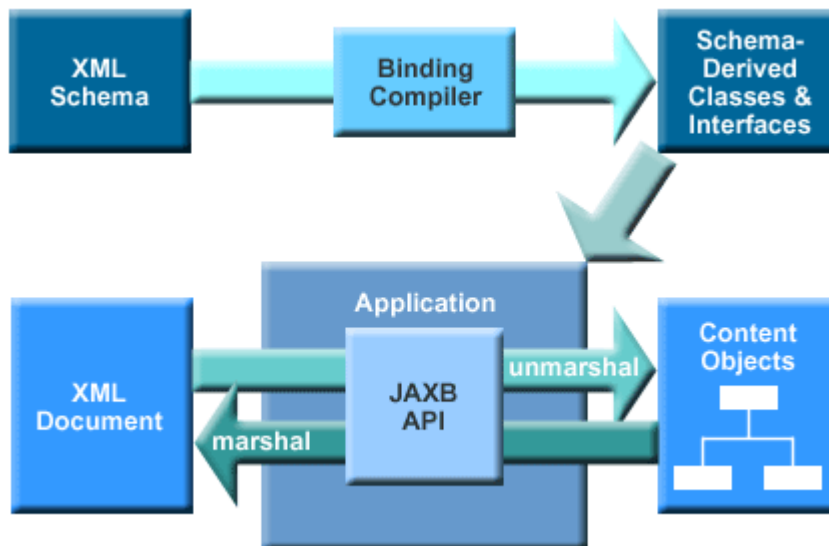 XML
Schema
Binding
Compiler
Schema-
Derived
Classes &
Interfaces
Application
XML
Document
JAXB
API
unmarshal
marshal
Content
Objects